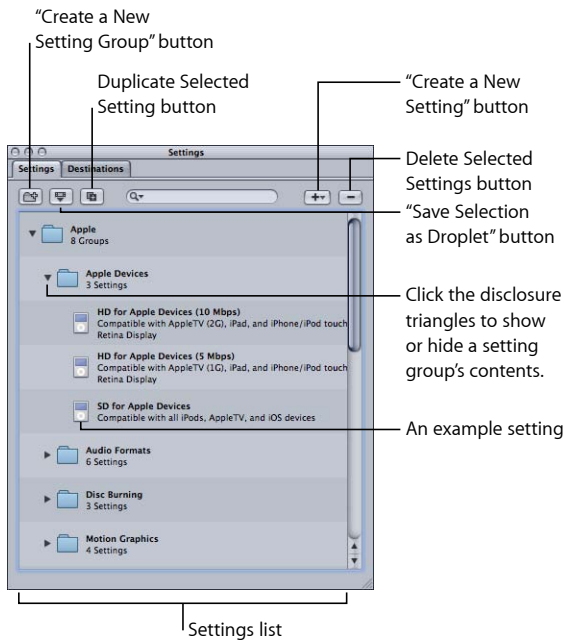 “Create a New
Setting Group” button
Duplicate Selected
Setting button
“Create a New
Setting” button
Delete Selected
Settings button
“Save Selection
as Droplet” button
Click the disclosure
triangles to show
or hide a setting
group’s contents.
An example setting
Settings
Settings Destinations
Apple
8 Groups
Apple Devices
3 Settings
HD for Apple Devices (10 Mbps)
Compatible with AppleTV (2G), iPad, and iPhone/iPod touch
Retina Display
HD for Apple Devices (5 Mbps)
Compatible with AppleTV (1G), iPad, and iPhone/iPod touch
Retina Display
SD for Apple Devices
Compatible with all iPods, AppleTV, and iOS devices
Audio Formats
6 Settings
Disc Burning
3 Settings
Motion Graphics
4 Settings
Settings list